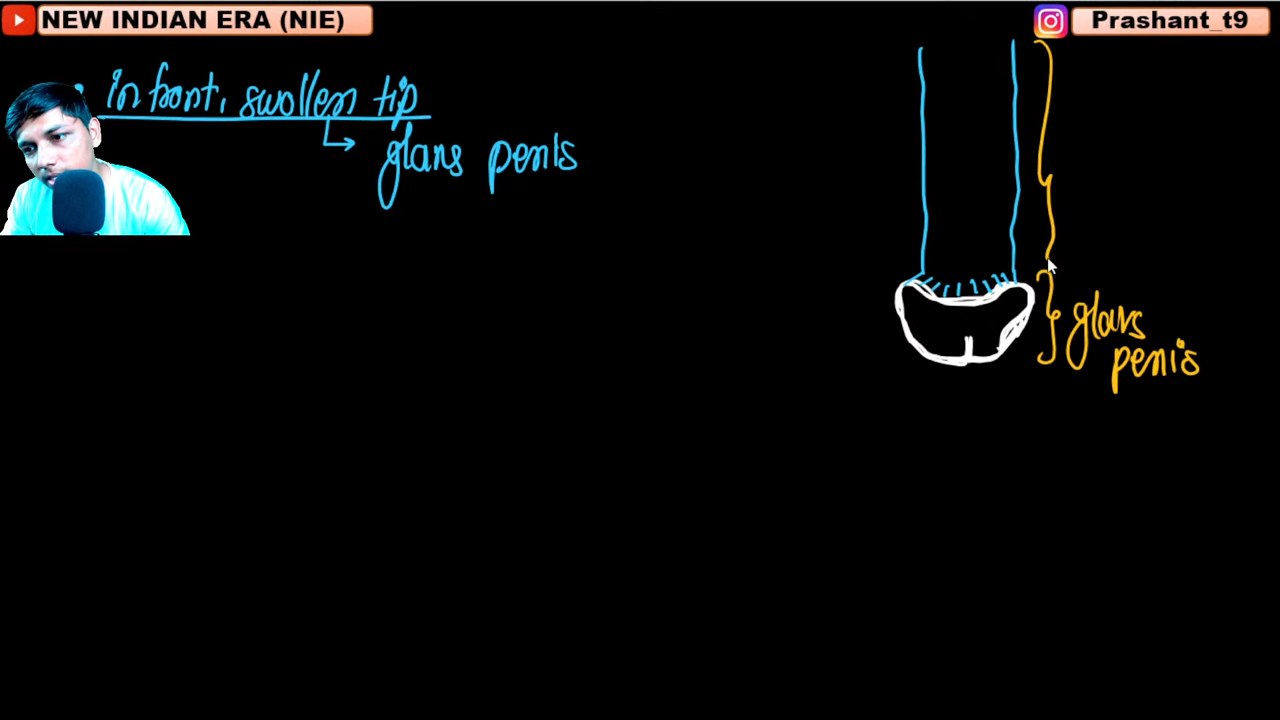 NEW INDIAN ERA (NIE)
Prashant_t9
in front, swollen tip
glans penis
glans
penis